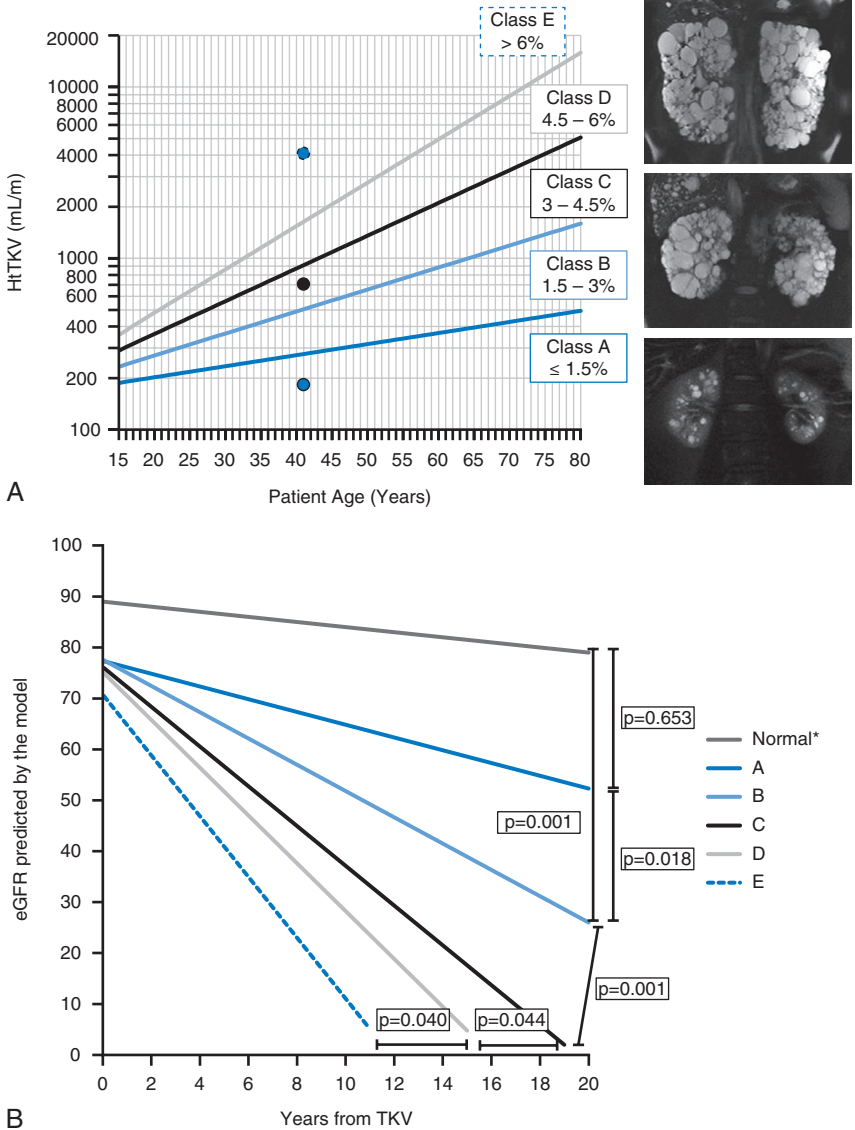 20000
10000
8000
6000
4000
2000
1000
800
600
400
200
100
HtTKV (mL/m)
Class E
> 6%
Class D
4.5 – 6%
Class C
3 – 4.5%
Class B
1.5 – 3%
Class A
≤ 1.5%
15 20 25 30 35 40 45 50 55 60 65 70 75 80
Patient Age (Years)
A
100
90
80
70
60
50
40
30
20
10
0
eGFR predicted by the model
p=0.653
p=0.001
p=0.018
p=0.001
p=0.040
p=0.044
Normal*
A
B
C
D
E
0 2 4 6 8 10 12 14 16 18 20
Years from TKV
B